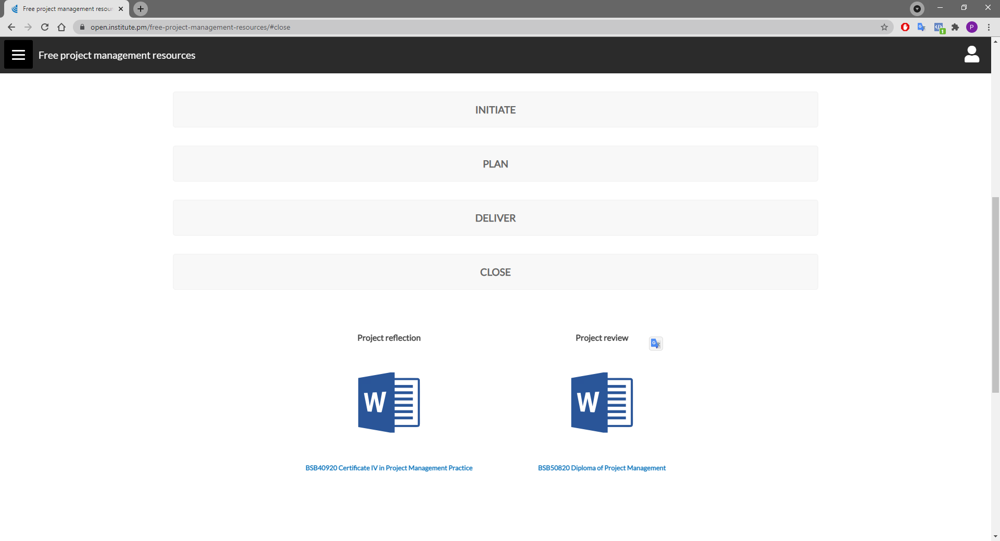 Free project management resour
open.institute.pm/free-project-management-resources/#close
P
1
Free project management resources
INITIATE
PLAN
DELIVER
CLOSE
Project reflection
Project review
G
W
W
BSB40920 Certificate IV in Project Management Practice
BSB50820 Diploma of Project Management